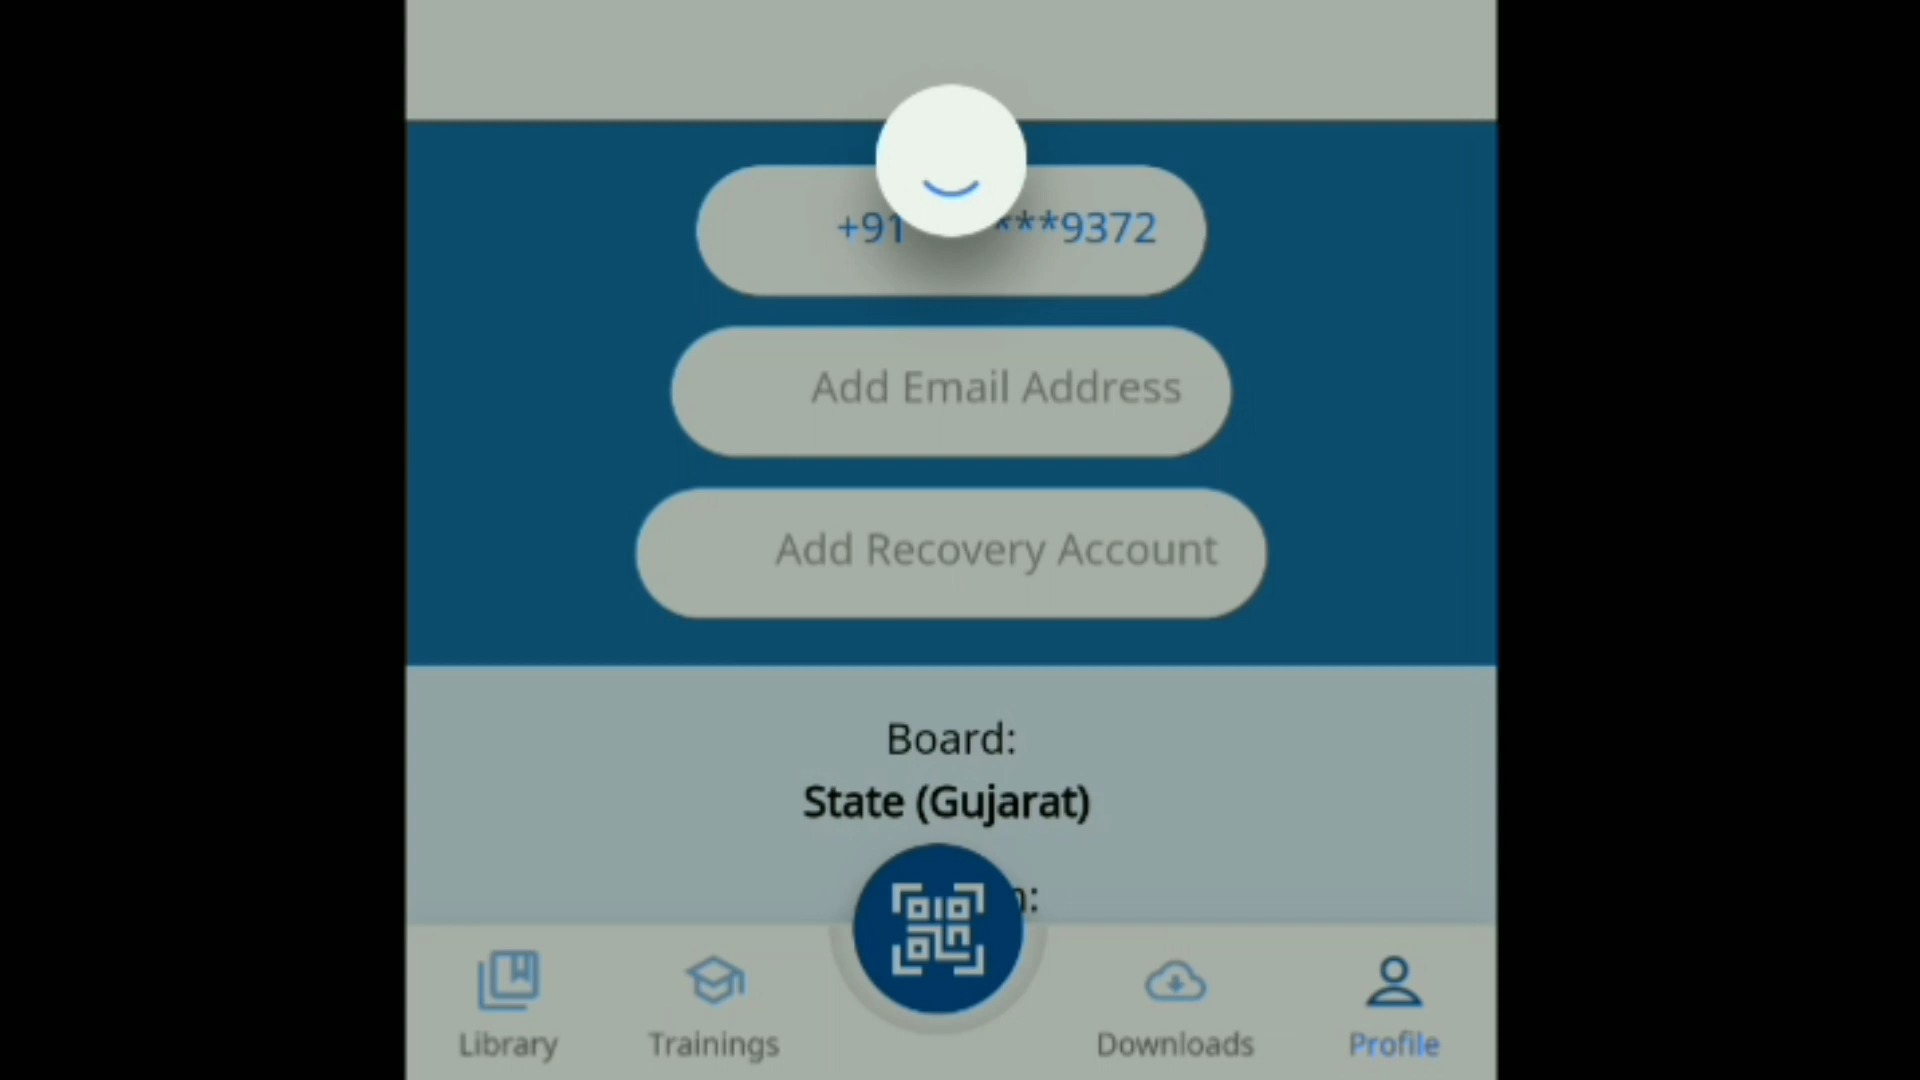 +91 ***9372
Add Email Address
Add Recovery Account
Board:
State (Gujarat)
Library
Trainings
Downloads
Profile